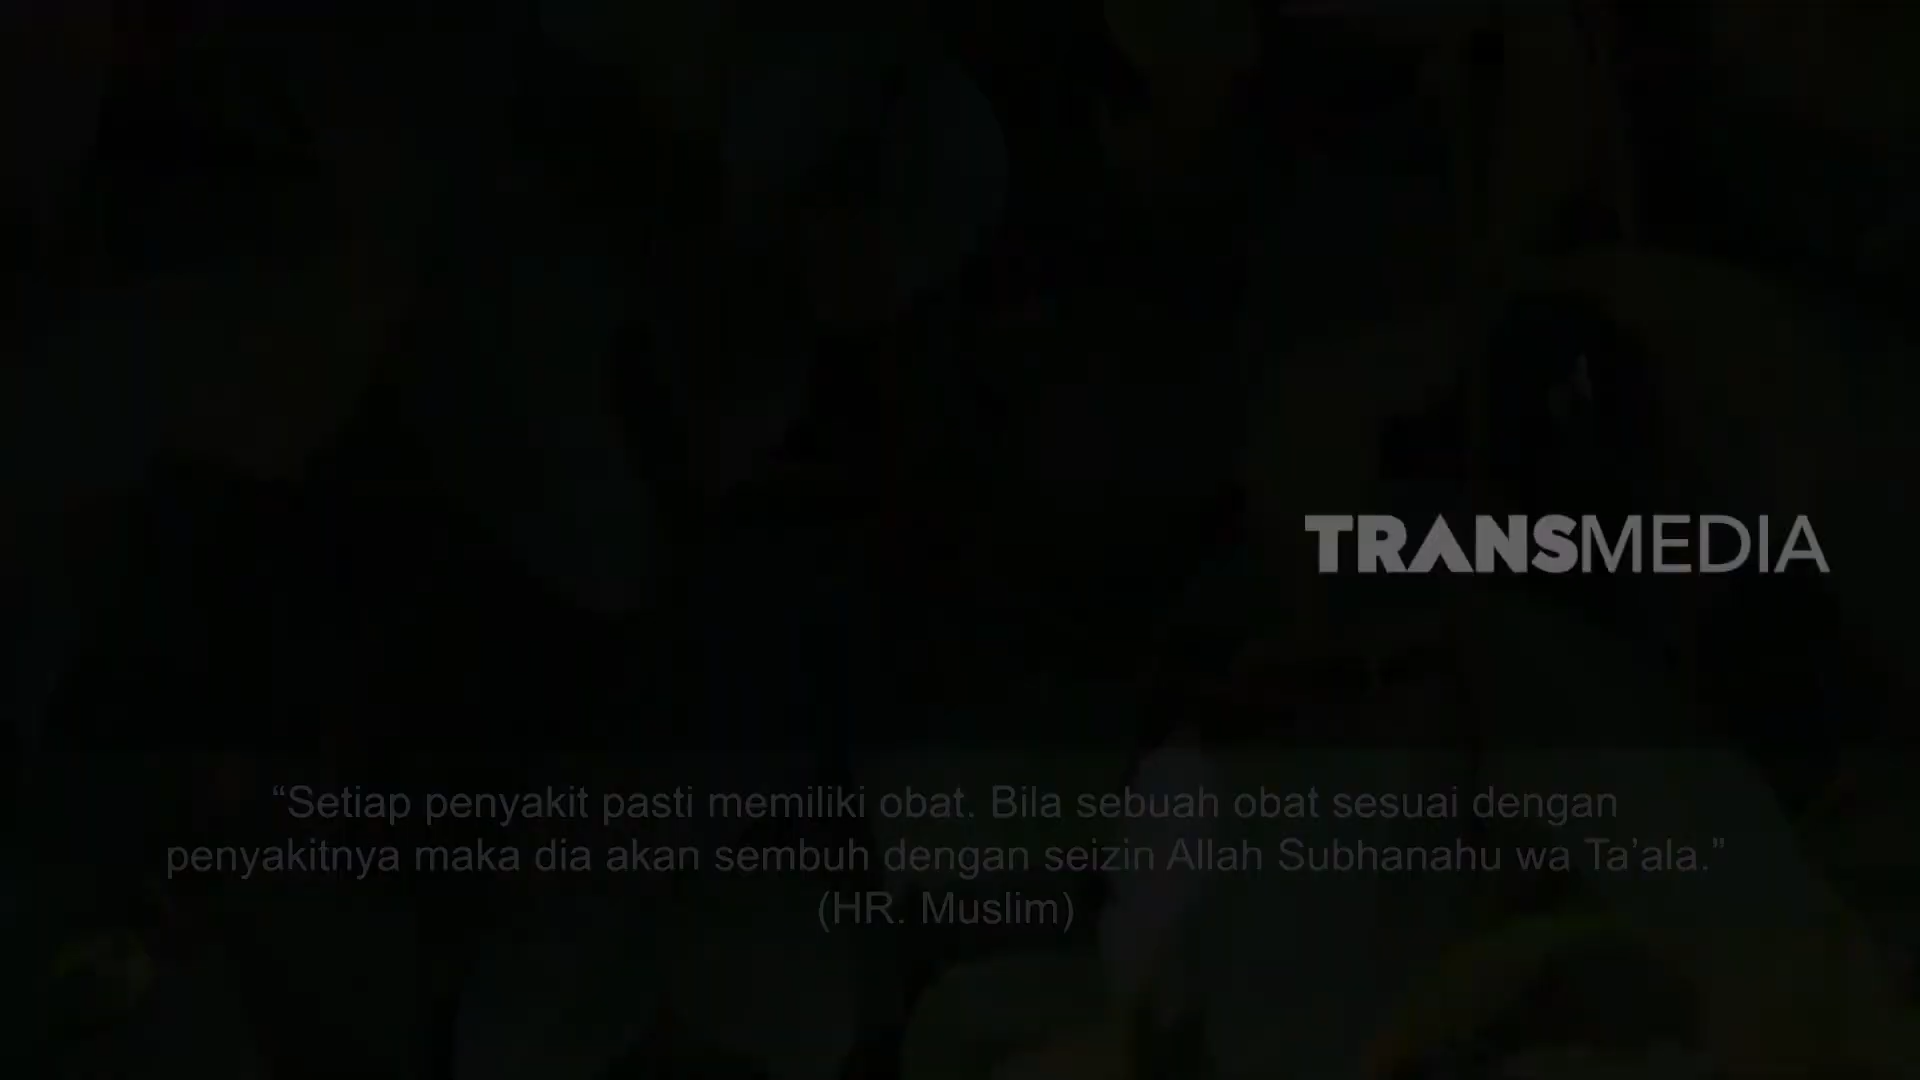 TRANSMEDIA
“Setiap penyakit pasti memiliki obat. Bila sebuah obat sesuai dengan
penyakitnya maka dia akan sembuh dengan seizin Allah Subhanahu wa Ta’ala.”
(HR. Muslim)